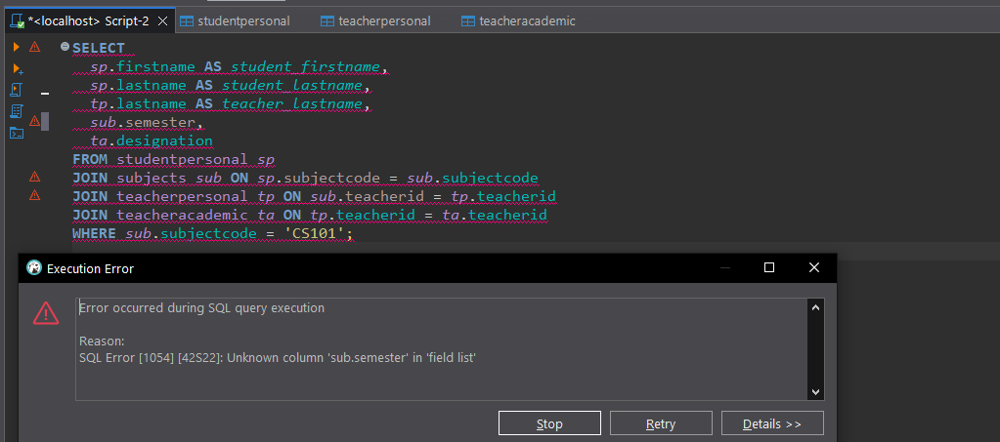 *<localhost> Script-2
studentpersonal
teacherpersonal
teacheracademic
SELECT
sp.firstname AS student_firstname,
sp.lastname AS student_lastname,
tp.lastname AS teacher_lastname,
sub.semester,
ta.designation
FROM studentpersonal sp
JOIN subjects sub ON sp.subjectcode = sub.subjectcode
JOIN teacherpersonal tp ON sub.teacherid = tp.teacherid
JOIN teacheracademic ta ON tp.teacherid = ta.teacherid
WHERE sub.subjectcode = 'CS101';
Execution Error
Error occurred during SQL query execution
Reason:
SQL Error [1054] [42S22]: Unknown column 'sub.semester' in 'field list'
Stop
Retry
Details >>